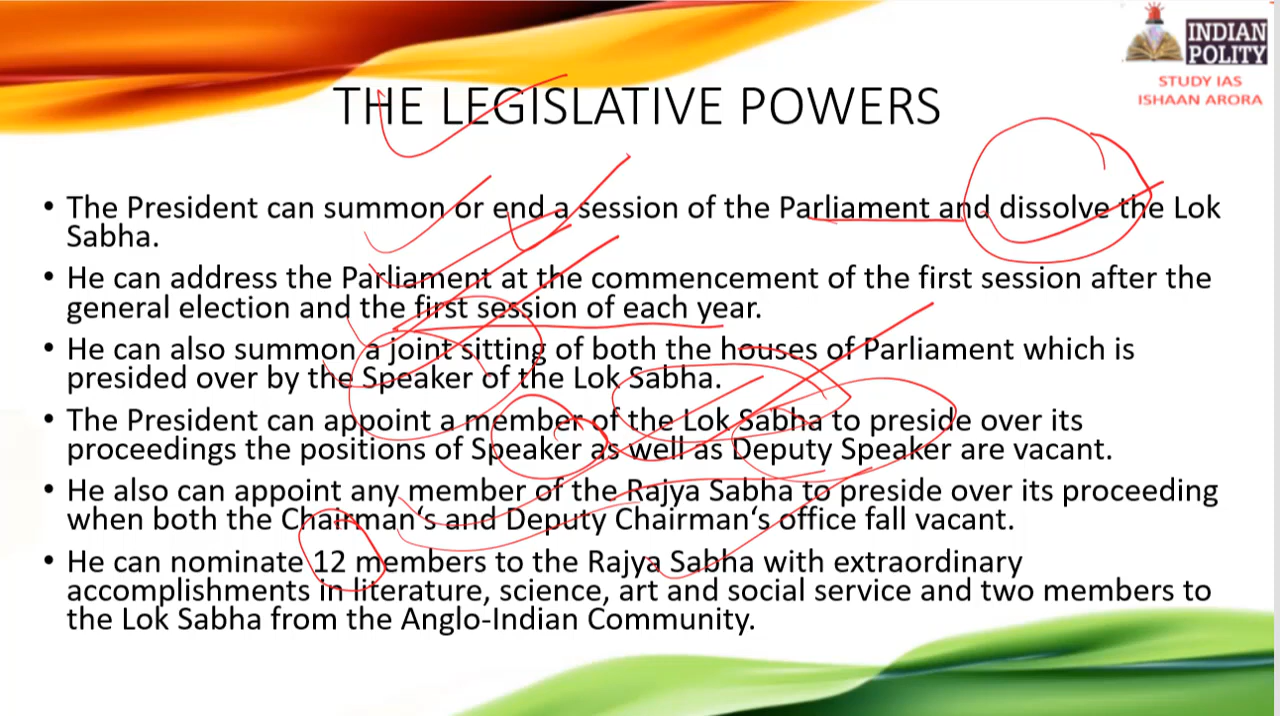 INDIAN
POLITY
STUDY IAS
ISHAAN ARORA
THE LEGISLATIVE POWERS
• The President can summon or end a session of the Parliament and dissolve the Lok
Sabha.
• He can address the Parliament at the commencement of the first session after the
general election and the first session of each year.
• He can also summon a joint sitting of both the houses of Parliament which is
presided over by the Speaker of the Lok Sabha.
• The President can appoint a member of the Lok Sabha to preside over its
proceedings the positions of Speaker as well as Deputy Speaker are vacant.
• He also can appoint any member of the Rajya Sabha to preside over its proceeding
when both the Chairman‘s and Deputy Chairman‘s office fall vacant.
• He can nominate 12 members to the Rajya Sabha with extraordinary
accomplishments in literature, science, art and social service and two members to
the Lok Sabha from the Anglo-Indian Community.